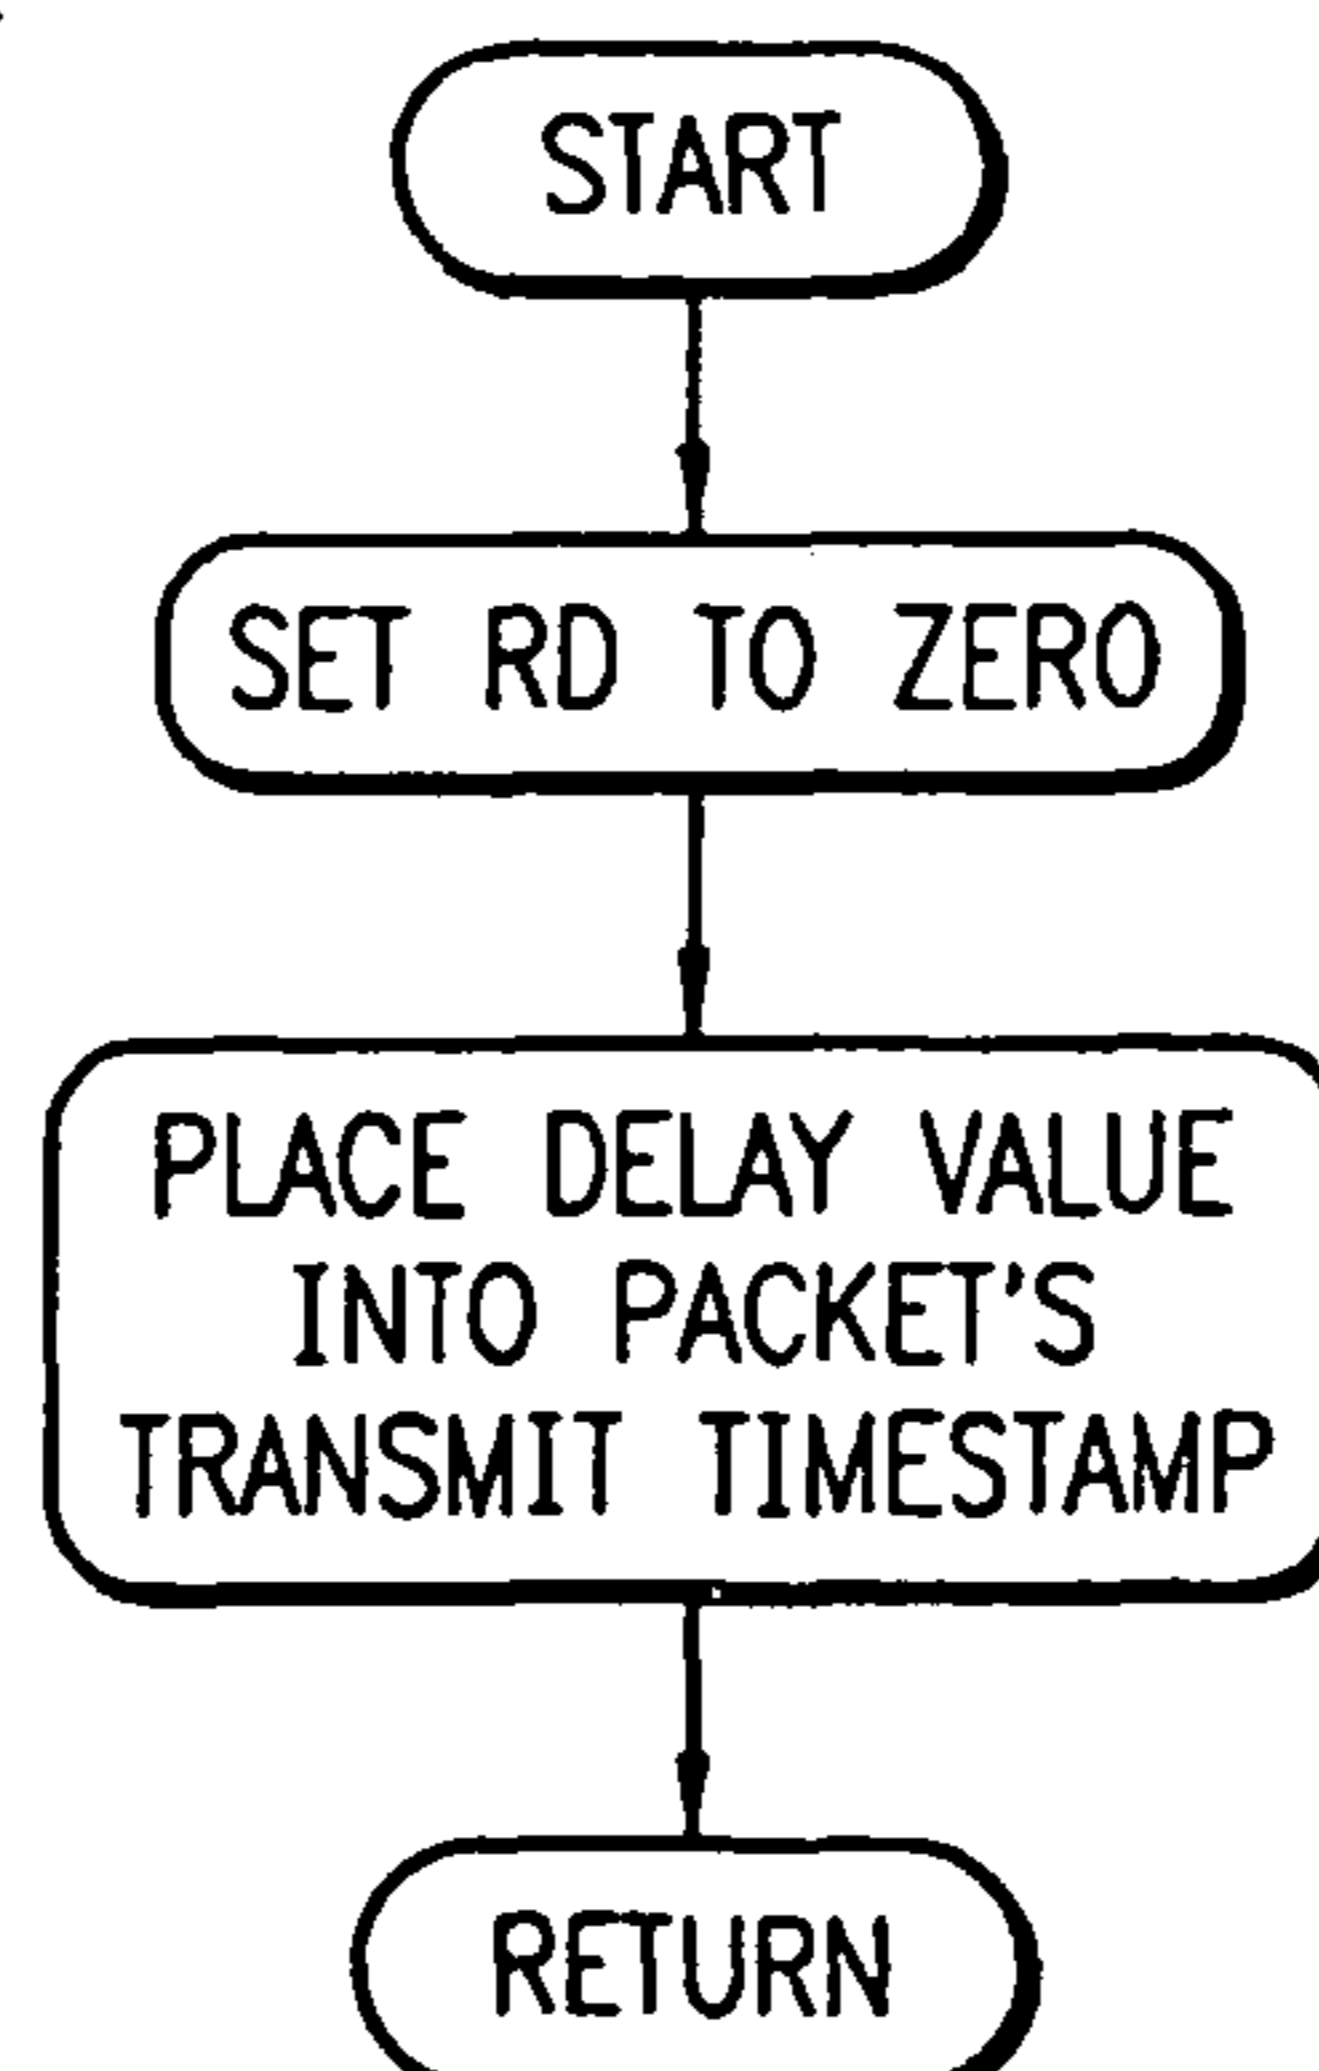 START
SET RD TO ZERO
PLACE DELAY VALUE
INTO PACKET'S
TRANSMIT TIMESTAMP
RETURN